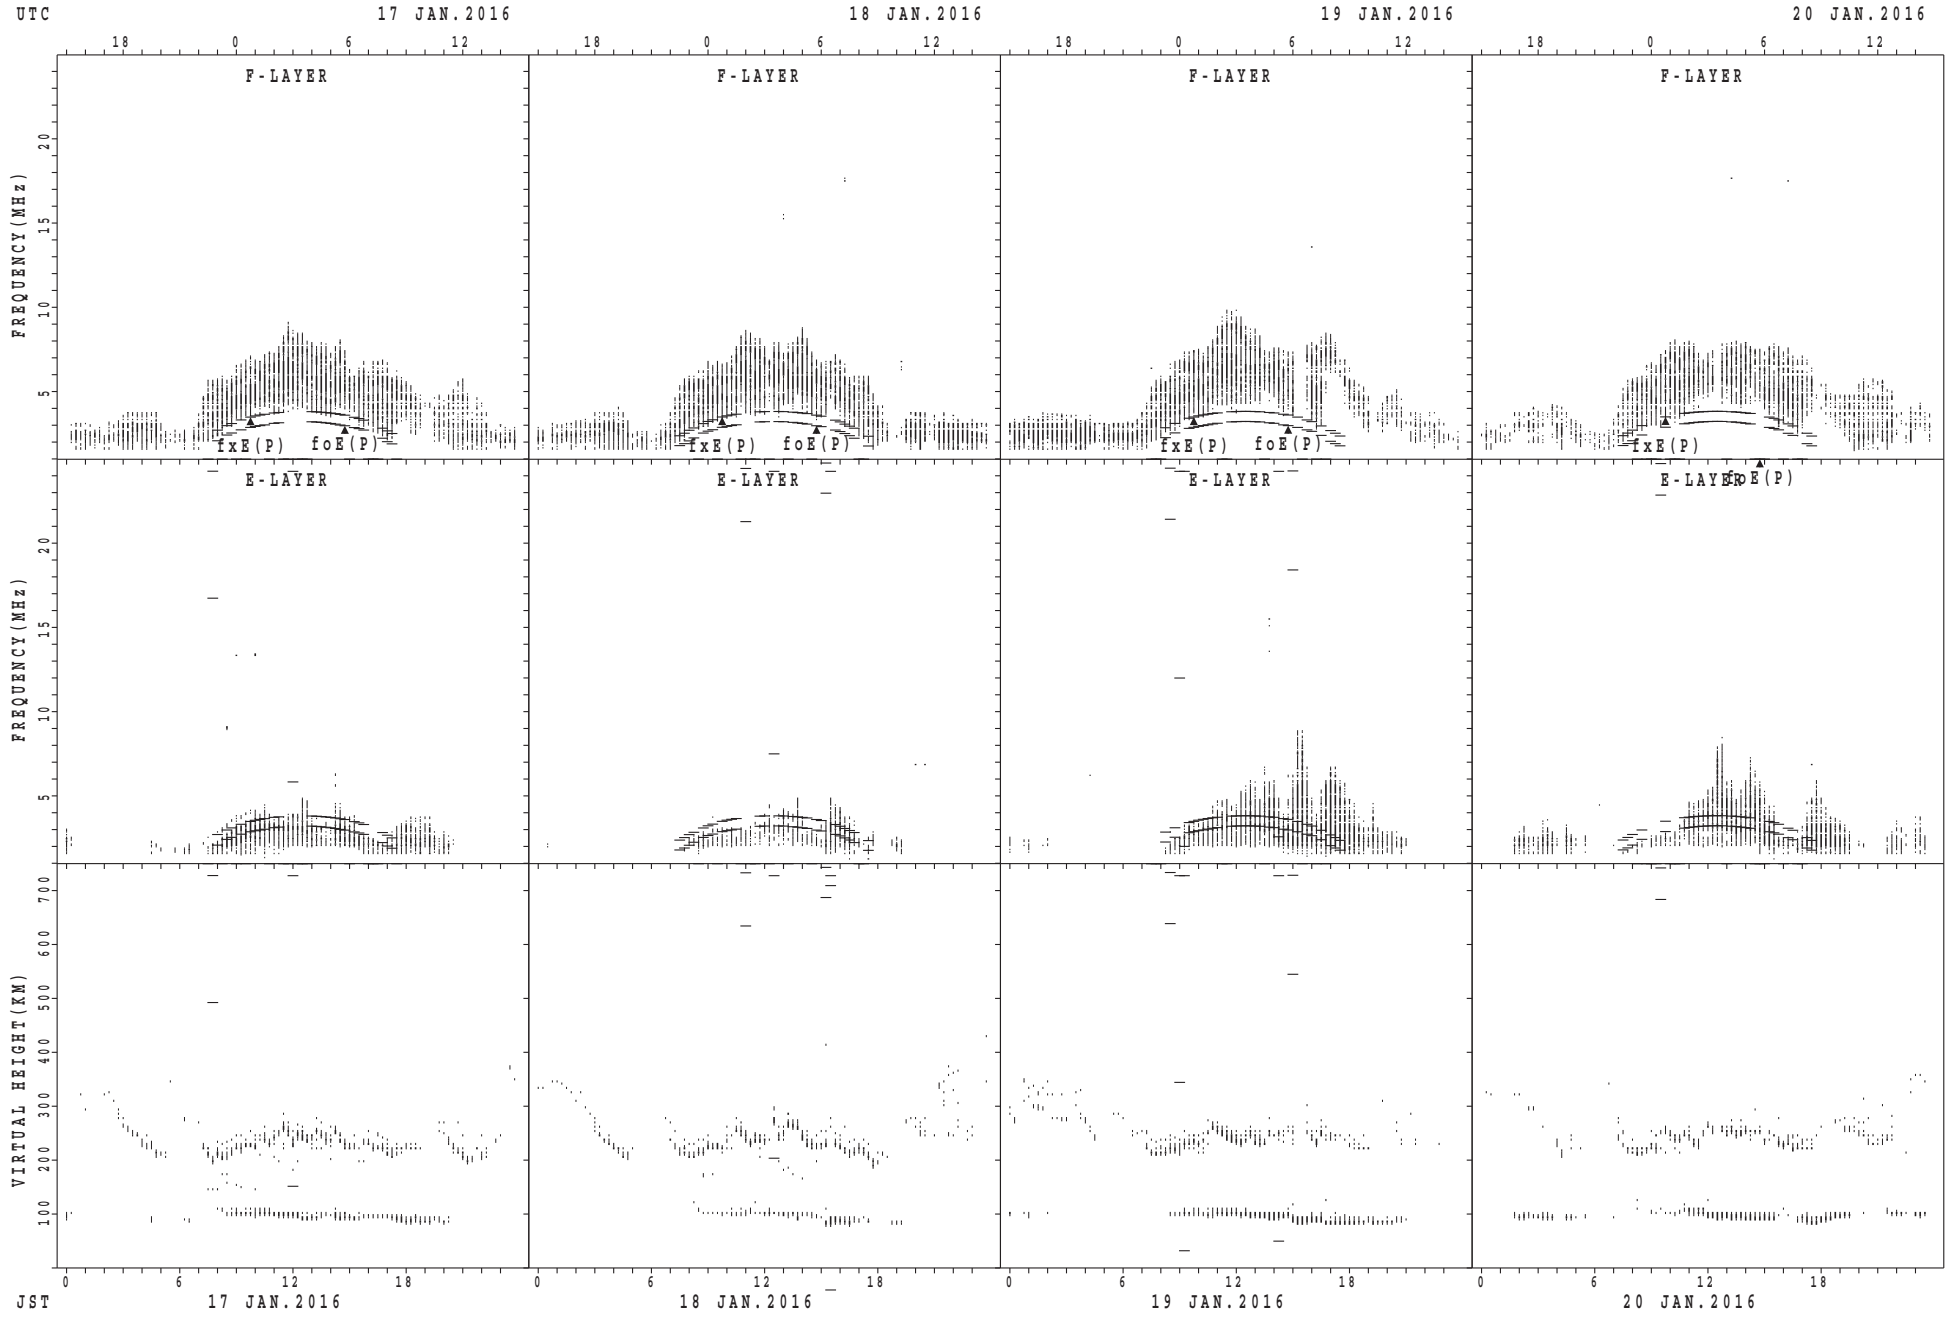 UTC 17 JAN.2016 18 JAN.2016 19 JAN.2016 20 JAN.2016
18 0 6 12 18 0 6 12 18 0 6 12 18 0 6 12
F-LAYER F-LAYER F-LAYER F-LAYER
FREQUENCY(MHz)
20
15
10
5
fxE(P) foE(P) fxE(P) foE(P) fxE(P) foE(P) fxE(P)
E-LAYER E-LAYER E-LAYER E-LAYER foE(P)
FREQUENCY(MHz)
20
15
10
5
VIRTUAL HEIGHT(KM)
700
600
500
400
300
200
100
0 6 12 18 0 6 12 18 0 6 12 18 0 6 12 18
JST 17 JAN.2016 18 JAN.2016 19 JAN.2016 20 JAN.2016